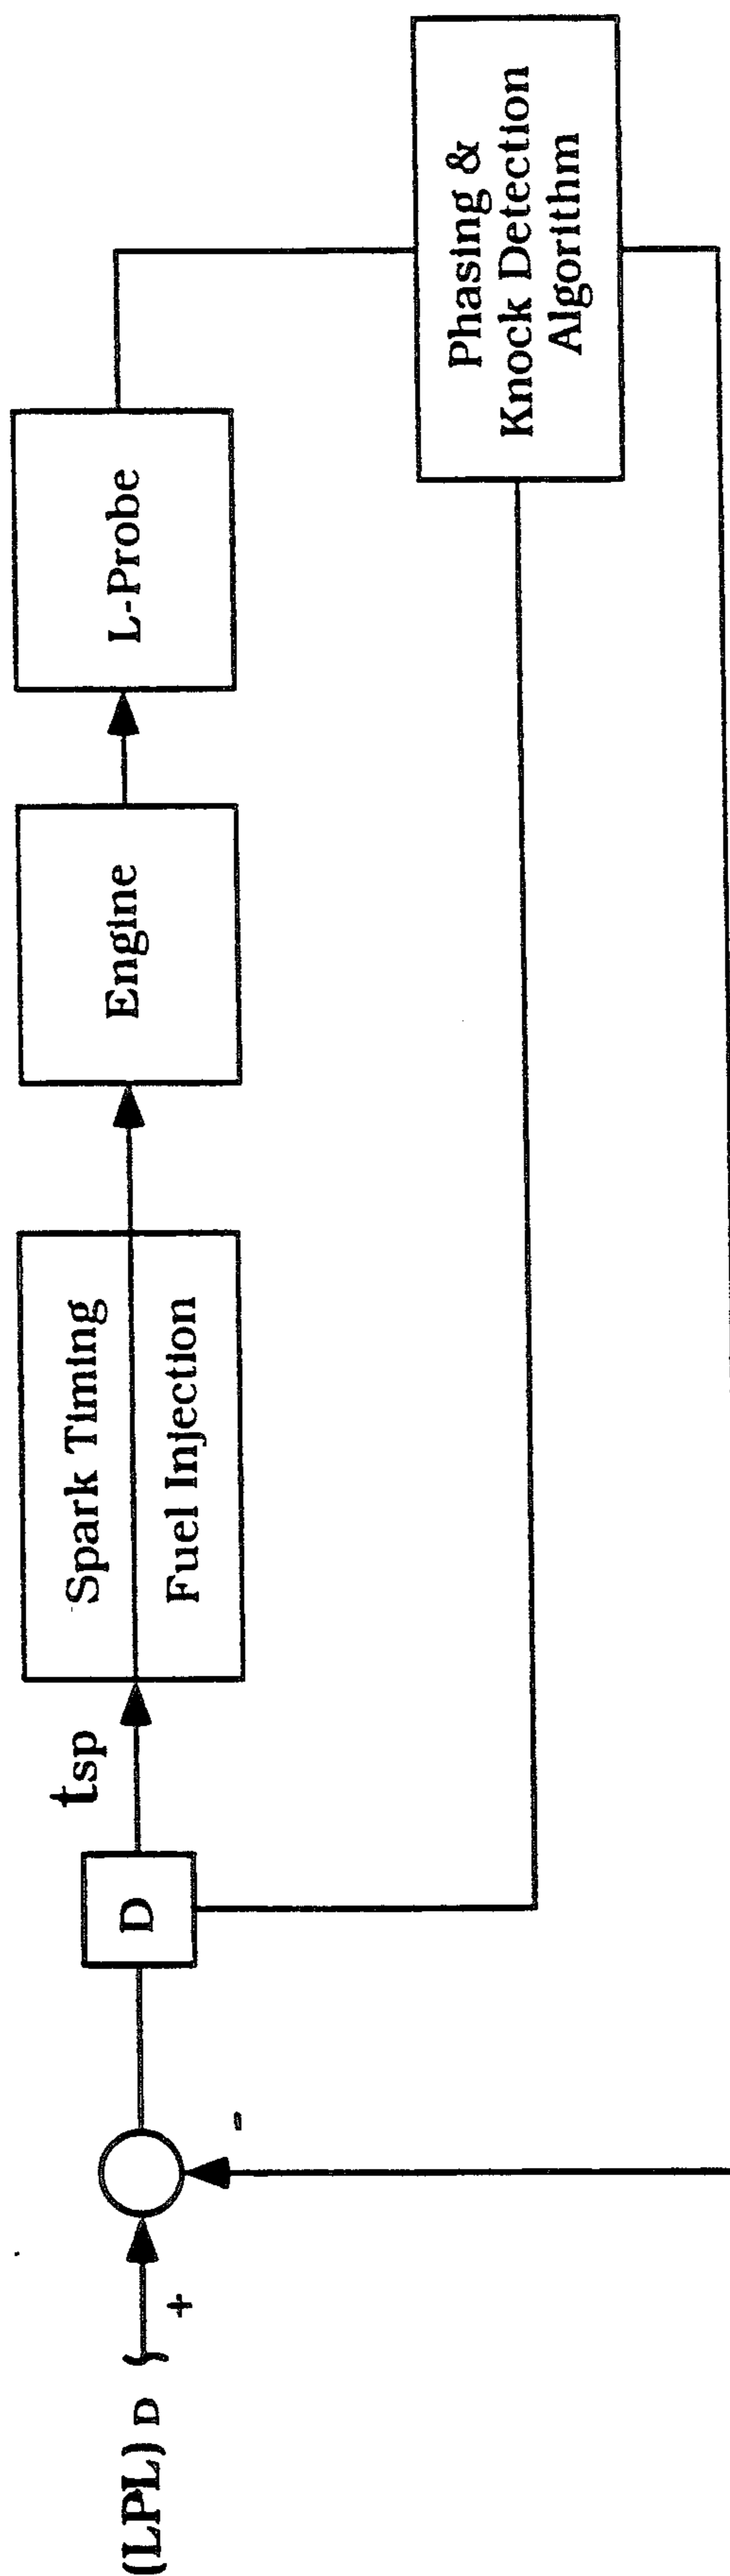 (LPL) D
+
-
D
tsp
Spark Timing
Fuel Injection
Engine
L-Probe
Phasing &
Knock Detection
Algorithm